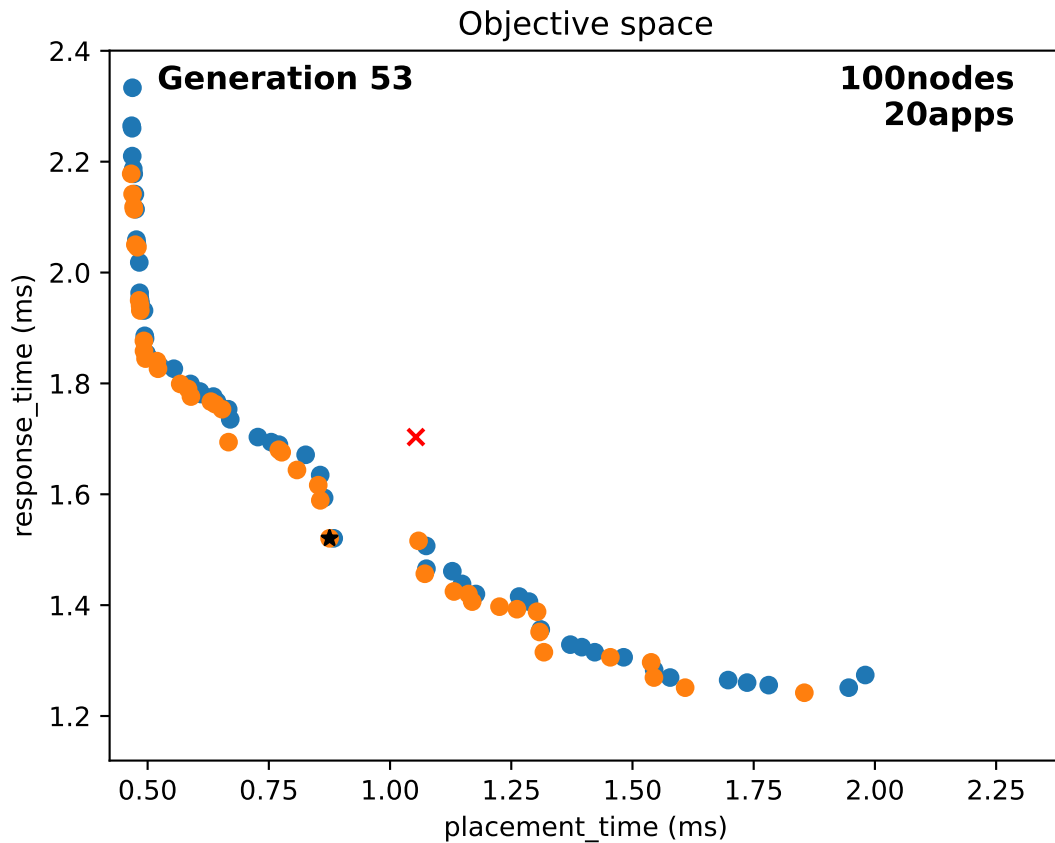 Objective space
Generation 53
100nodes
20apps
2.4
2.2
2.0
1.8
1.6
1.4
1.2
response_time (ms)
0.50 0.75 1.00 1.25 1.50 1.75 2.00 2.25
placement_time (ms)